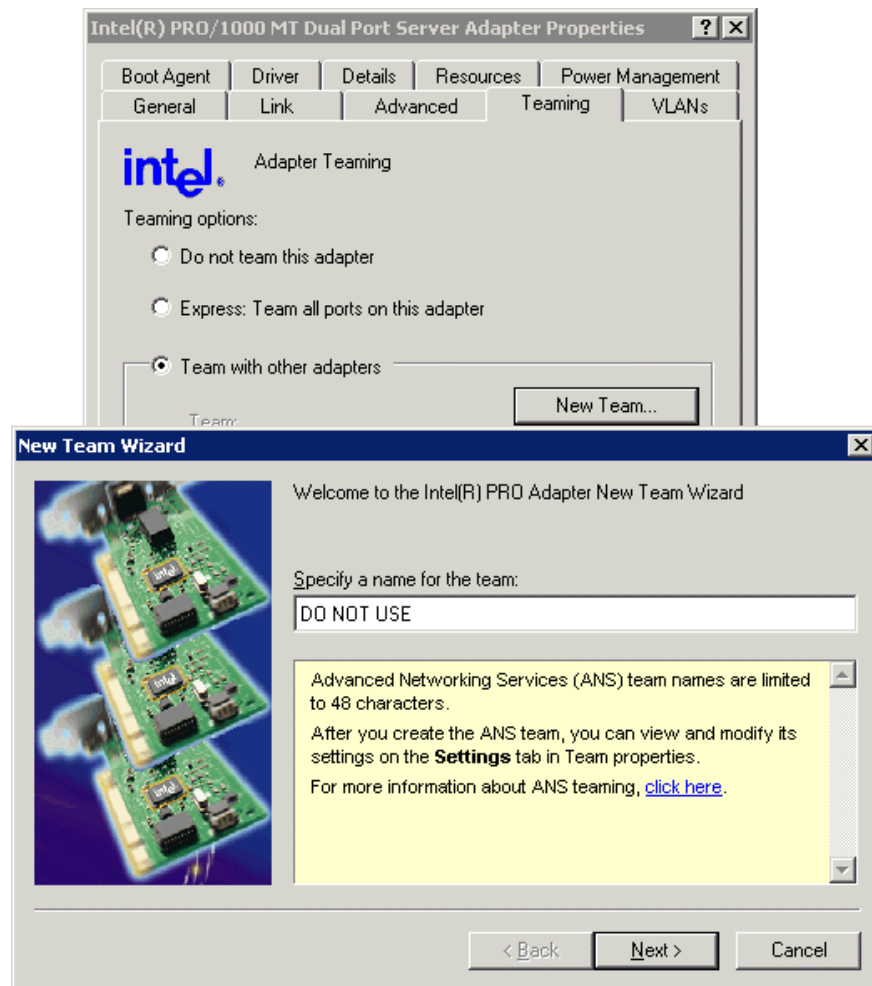 Intel(R) PRO/1000 MT Dual Port Server Adapter Properties
Boot Agent Driver Details Resources Power Management
General Link Advanced Teaming VLANs
intel. Adapter Teaming
Teaming options:
Do not team this adapter
Express: Team all ports on this adapter
Team with other adapters
New Team...
Team:
New Team Wizard
Welcome to the Intel(R) PRO Adapter New Team Wizard
Specify a name for the team:
DO NOT USE
Advanced Networking Services (ANS) team names are limited
to 48 characters.
After you create the ANS team, you can view and modify its
settings on the Settings tab in Team properties.
For more information about ANS teaming, click here.
< Back Next > Cancel